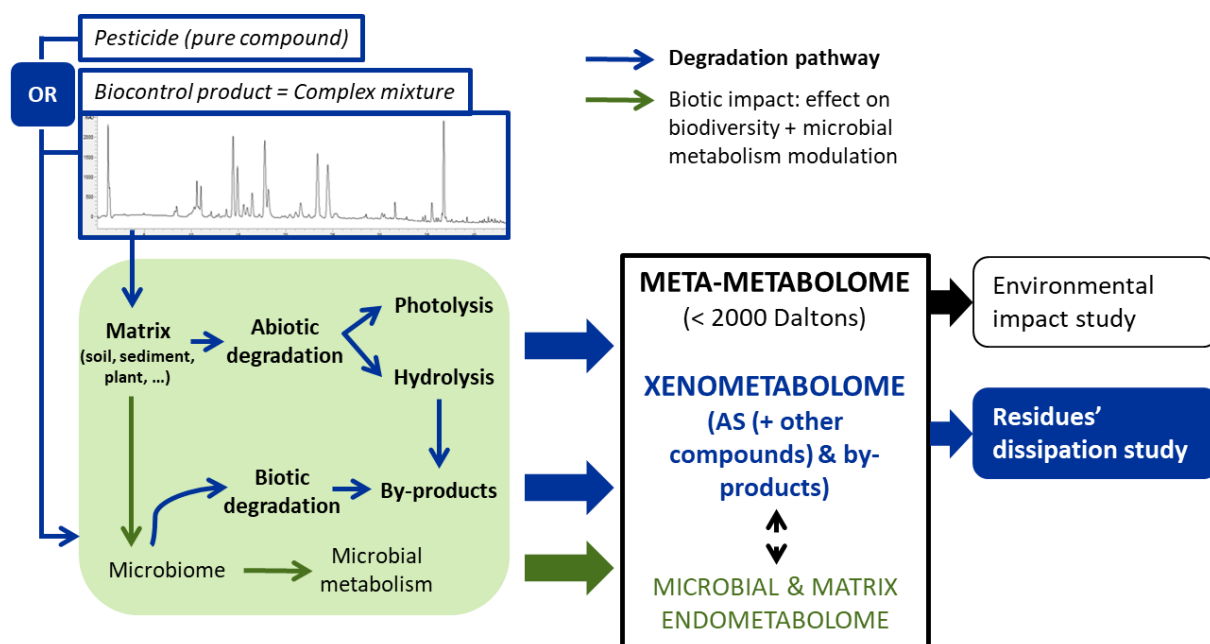 Pesticide (pure compound)
OR
Biocontrol product = Complex mixture
Degradation pathway
Biotic impact: effect on
biodiversity + microbial
metabolism modulation
Matrix
(soil, sediment,
plant, ...)
Abiotic
degradation
Photolysis
Hydrolysis
Biotic
degradation
By-products
Microbiome
Microbial
metabolism
META-METABOLOME
(< 2000 Daltons)
XENOMETABOLOME
(AS (+ other
compounds) & by-
products)
MICROBIAL & MATRIX
ENDOMETABOLOME
Environmental
impact study
Residues’
dissipation study